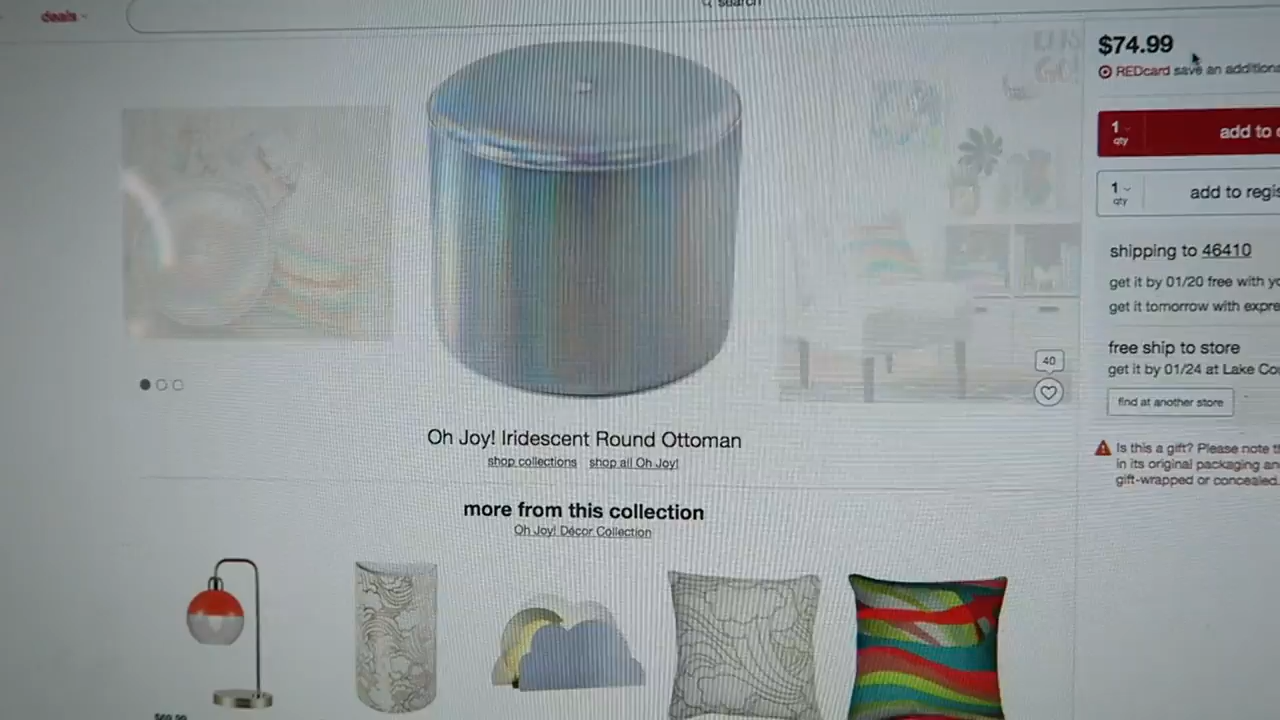 deals
search
LET'S
GO!
$74.99
REDcard save an additiona
1
qty
add to c
1
qty
add to regis
shipping to 46410
get it by 01/20 free with yo
get it tomorrow with expre
free ship to store
get it by 01/24 at Lake Co
find at another store
40
Is this a gift? Please note t
in its original packaging an
gift-wrapped or concealed.
Oh Joy! Iridescent Round Ottoman
shop collections shop all Oh Joy!
more from this collection
Oh Joy! Décor Collection